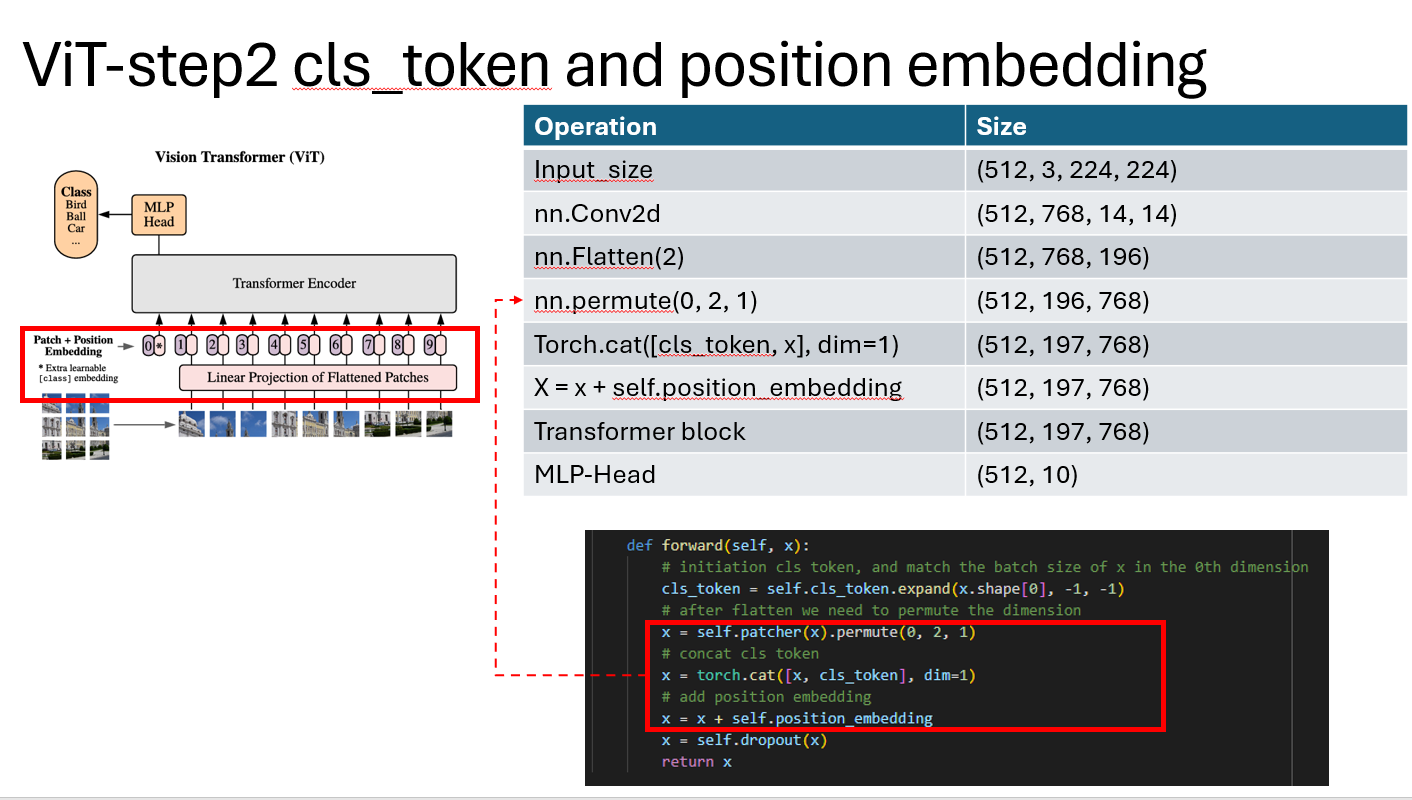 ViT-step2 cls_token and position embedding
Vision Transformer (ViT)
Class
Bird
Ball
Car
...
MLP
Head
Transformer Encoder
Patch + Position
Embedding
* Extra learnable
[class] embedding
0 * 1 2 3 4 5 6 7 8 9
Linear Projection of Flattened Patches
Operation Size
Input_size (512, 3, 224, 224)
nn.Conv2d (512, 768, 14, 14)
nn.Flatten(2) (512, 768, 196)
nn.permute(0, 2, 1) (512, 196, 768)
Torch.cat([cls_token, x], dim=1) (512, 197, 768)
X = x + self.position_embedding (512, 197, 768)
Transformer block (512, 197, 768)
MLP-Head (512, 10)
def forward(self, x):
# initiation cls token, and match the batch size of x in the 0th dimension
cls_token = self.cls_token.expand(x.shape[0], -1, -1)
# after flatten we need to permute the dimension
x = self.patcher(x).permute(0, 2, 1)
# concat cls token
x = torch.cat([x, cls_token], dim=1)
# add position embedding
x = x + self.position_embedding
x = self.dropout(x)
return x